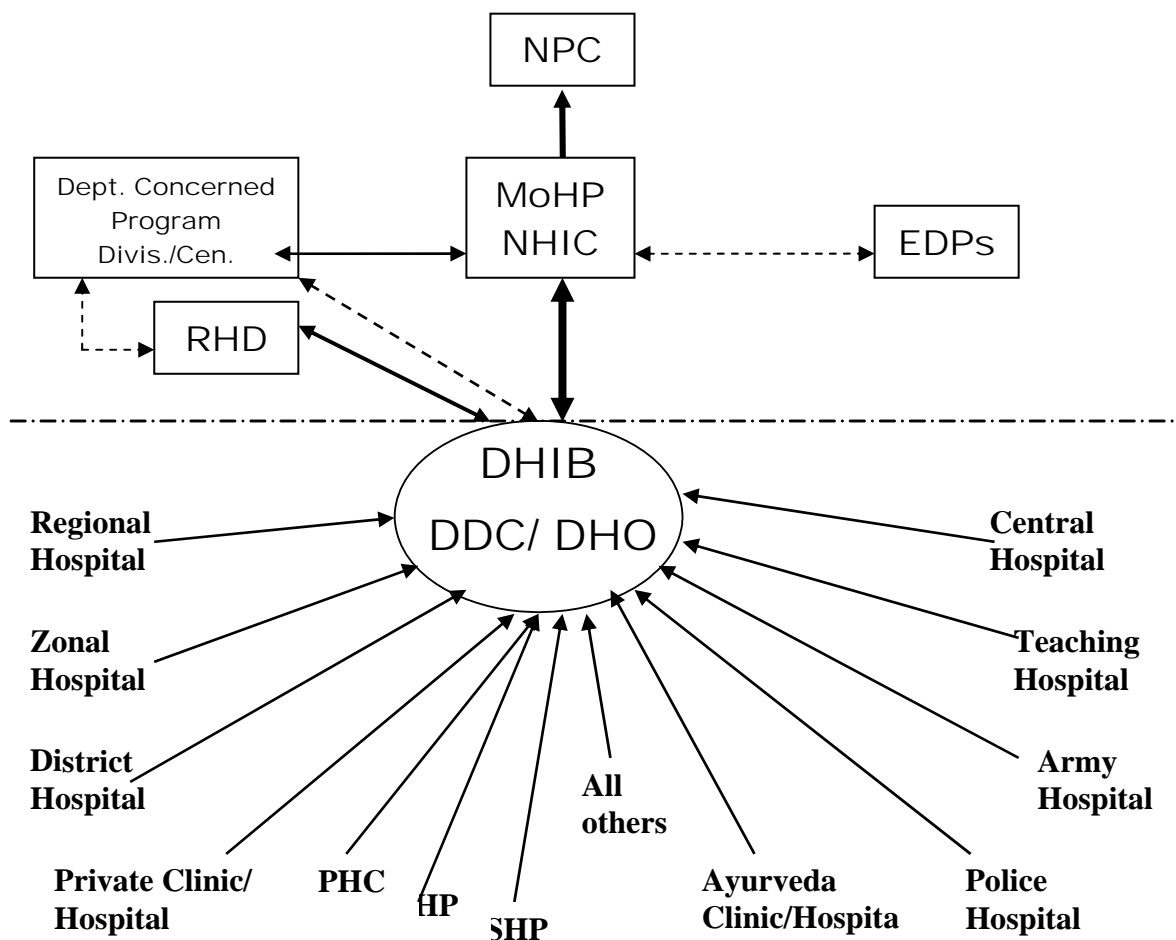 NPC
Dept. Concerned
Program
Divis./Cen.
MoHP
NHIC
EDPs
RHD
DHIB
DDC/ DHO
Regional
Hospital
Central
Hospital
Zonal
Hospital
Teaching
Hospital
District
Hospital
All
others
Army
Hospital
Private Clinic/
Hospital
PHC
HP
SHP
Ayurveda
Clinic/Hospita
Police
Hospital